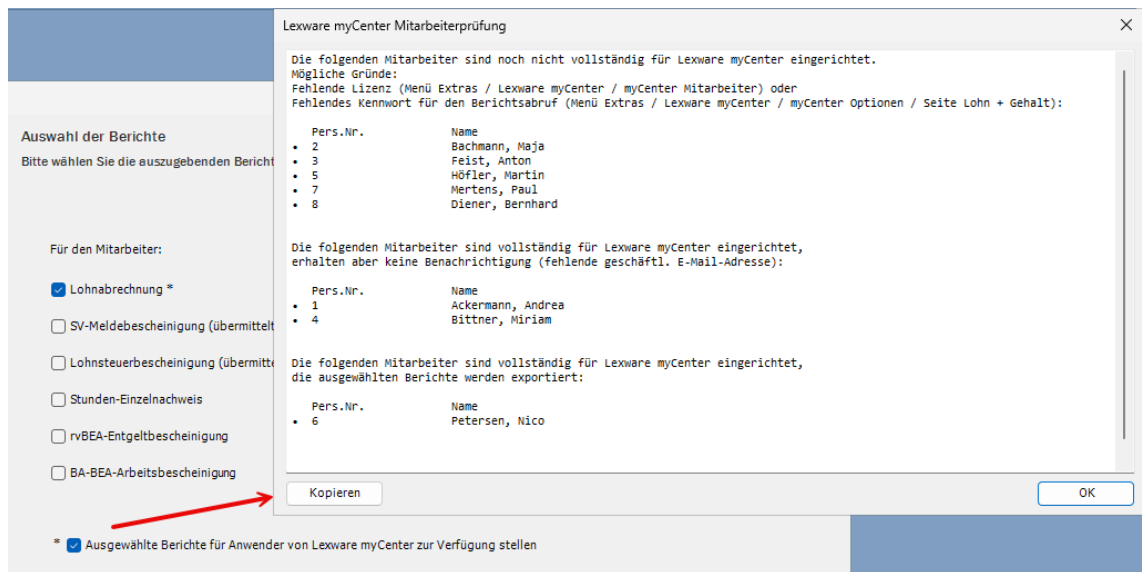 Lexware myCenter Mitarbeiterprüfung
Die folgenden Mitarbeiter sind noch nicht vollständig für Lexware myCenter eingerichtet.
Mögliche Gründe:
Fehlende Lizenz (Menü Extras / Lexware myCenter / myCenter Mitarbeiter) oder
Fehlendes Kennwort für den Berichtsabruf (Menü Extras / Lexware myCenter / myCenter Optionen / Seite Lohn + Gehalt):
Pers.Nr. Name
• 2 Bachmann, Maja
• 3 Feist, Anton
• 5 Höfler, Martin
• 7 Mertens, Paul
• 8 Diener, Bernhard
Die folgenden Mitarbeiter sind vollständig für Lexware myCenter eingerichtet,
erhalten aber keine Benachrichtigung (fehlende geschäftl. E-Mail-Adresse):
Pers.Nr. Name
• 1 Ackermann, Andrea
• 4 Bittner, Miriam
Die folgenden Mitarbeiter sind vollständig für Lexware myCenter eingerichtet,
die ausgewählten Berichte werden exportiert:
Pers.Nr. Name
• 6 Petersen, Nico
Kopieren OK
Auswahl der Berichte
Bitte wählen Sie die auszugebenden Bericht
Für den Mitarbeiter:
Lohnabrechnung *
SV-Meldebescheinigung (übermittelt
Lohnsteuerbescheinigung (übermitte
Stunden-Einzelnachweis
rvBEA-Entgeltbescheinigung
BA-BEA-Arbeitsbescheinigung
* Ausgewählte Berichte für Anwender von Lexware myCenter zur Verfügung stellen